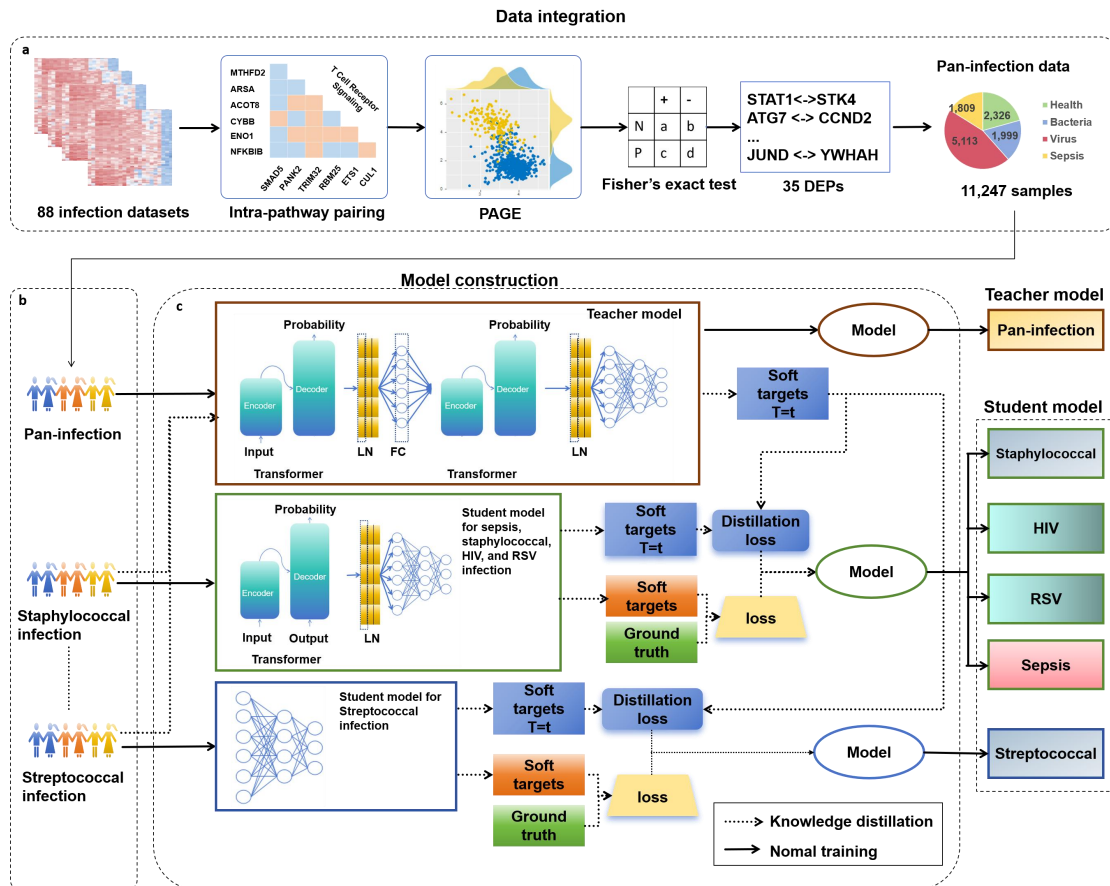 Data integration
a
MTHFD2
ARSA
ACOT8
CYBB
ENO1
NFKBIB
T Cell Receptor
Signaling
SMAD5
PANK2
TRIM32
RBM25
ETS1
CUL1
+ -
N a b
P c d
STAT1<->STK4
ATG7 <-> CCND2
...
JUND <-> YWHAH
Pan-infection data
1,809
2,326
1,999
5,113
Health
Bacteria
Virus
Sepsis
88 infection datasets
Intra-pathway pairing
PAGE
Fisher's exact test
35 DEPs
11,247 samples
b
Pan-infection
Staphylococcal
infection
Streptococcal
infection
Model construction
c
Teacher model
Probability
Encoder
Decoder
Input
Transformer
LN
FC
Probability
Encoder
Decoder
Transformer
LN
Model
Teacher model
Pan-infection
Soft
targets
T=t
Student model
for sepsis,
staphylococcal,
HIV, and RSV
infection
Probability
Encoder
Decoder
Input
Output
LN
Transformer
Soft
targets
T=t
Distillation
loss
Soft
targets
Ground
truth
loss
Model
Student model
Staphylococcal
HIV
RSV
Sepsis
Student model for
Streptococcal
infection
Soft
targets
T=t
Distillation
loss
Soft
targets
Ground
truth
loss
Model
Streptococcal
Knowledge distillation
Nomal training